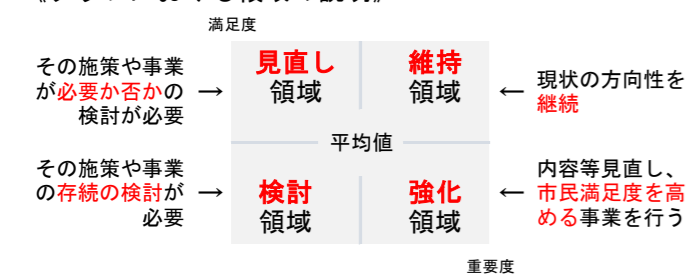 満足度
その施策や事業
が必要か否かの
検討が必要
→
見直し
領域
維持
領域
←
現状の方向性を
継続
平均値
その施策や事業
の存続の検討が
必要
→
検討
領域
強化
領域
←
内容等見直し、
市民満足度を高
める事業を行う
重要度